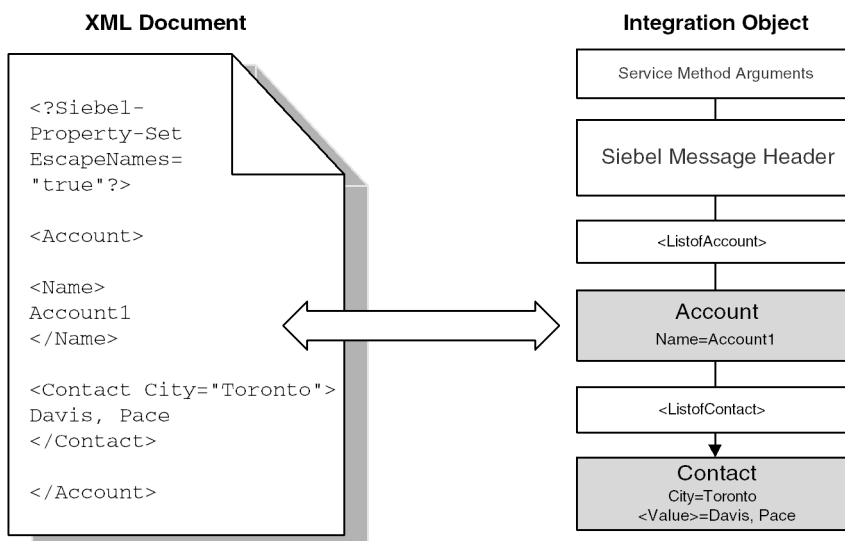 XML Document
<?Siebel-
Property-Set
EscapeNames=
"true"?>
<Account>
<Name>
Account1
</Name>
<Contact City="Toronto">
Davis, Pace
</Contact>
</Account>
Integration Object
Service Method Arguments
Siebel Message Header
<ListofAccount>
Account
Name=Account1
<ListofContact>
Contact
City=Toronto
<Value>=Davis, Pace